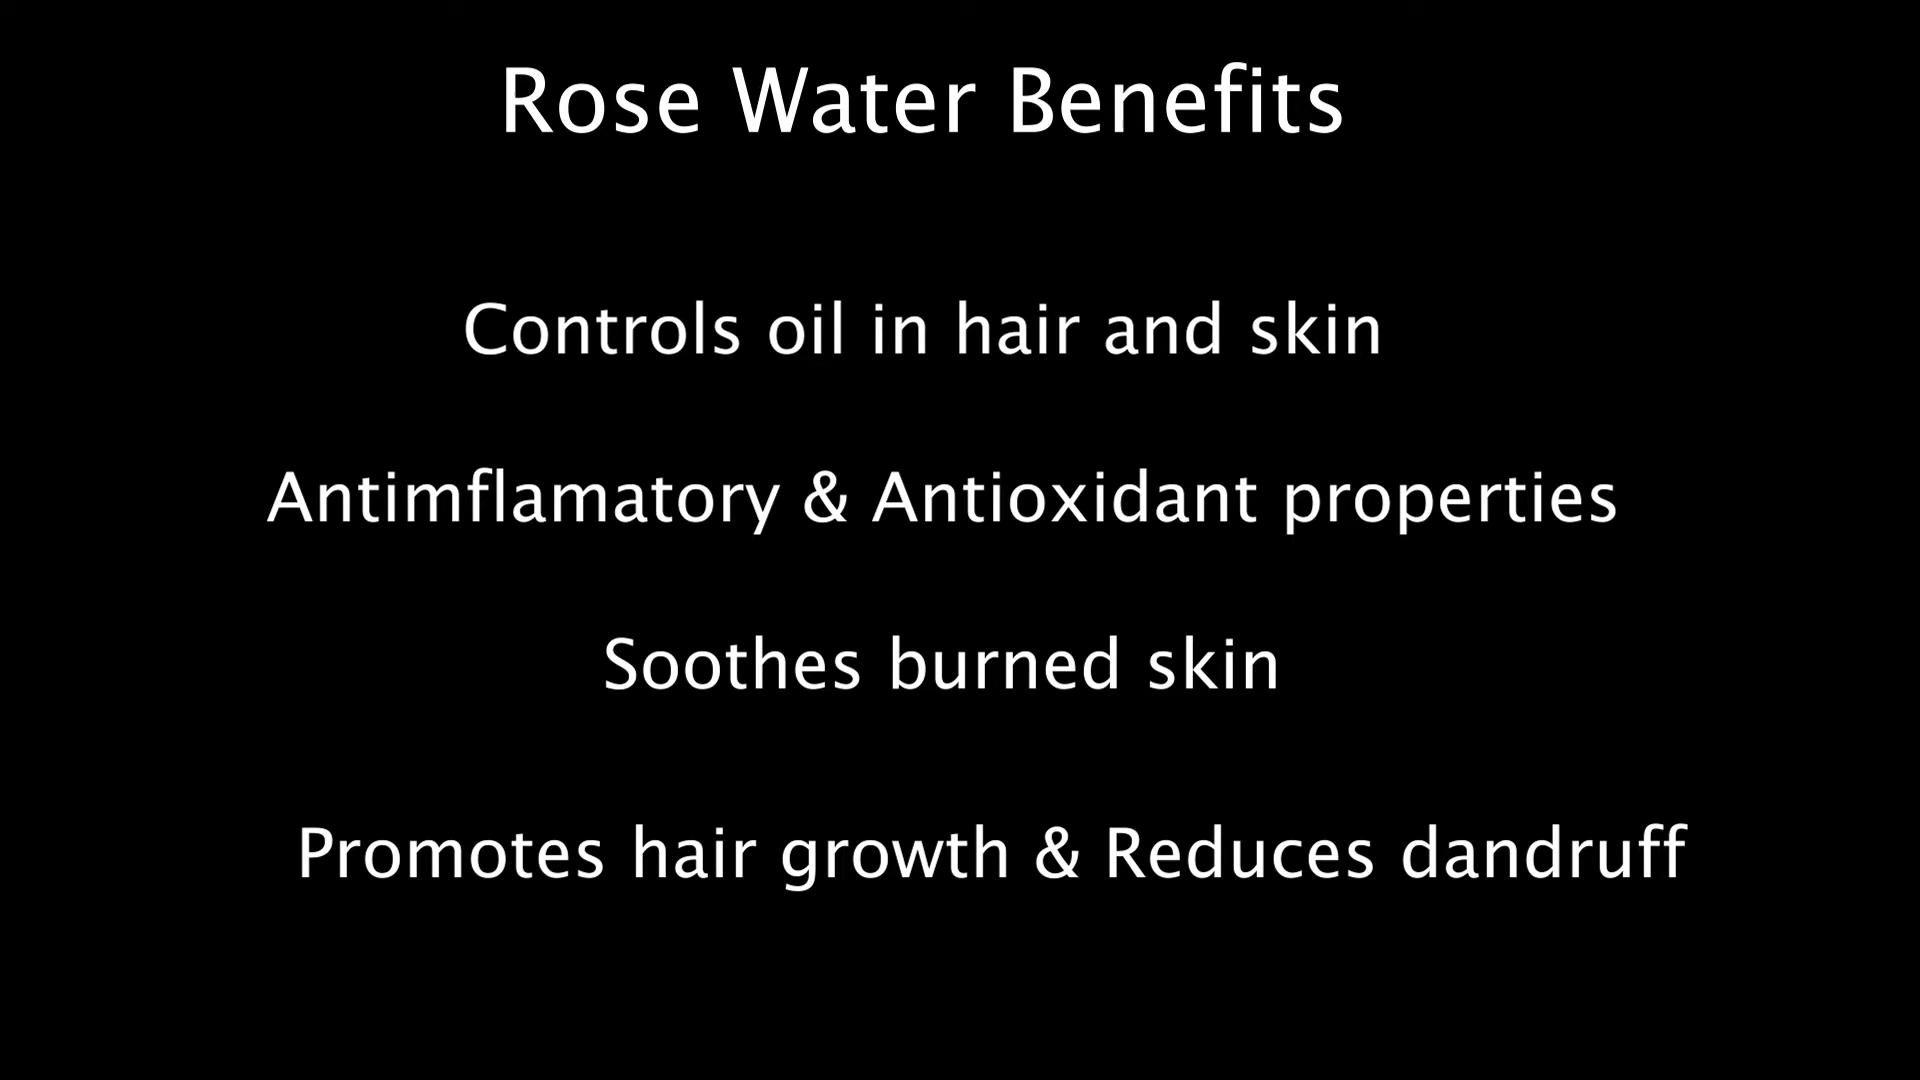 Rose Water Benefits
Controls oil in hair and skin
Antimflamatory & Antioxidant properties
Soothes burned skin
Promotes hair growth & Reduces dandruff